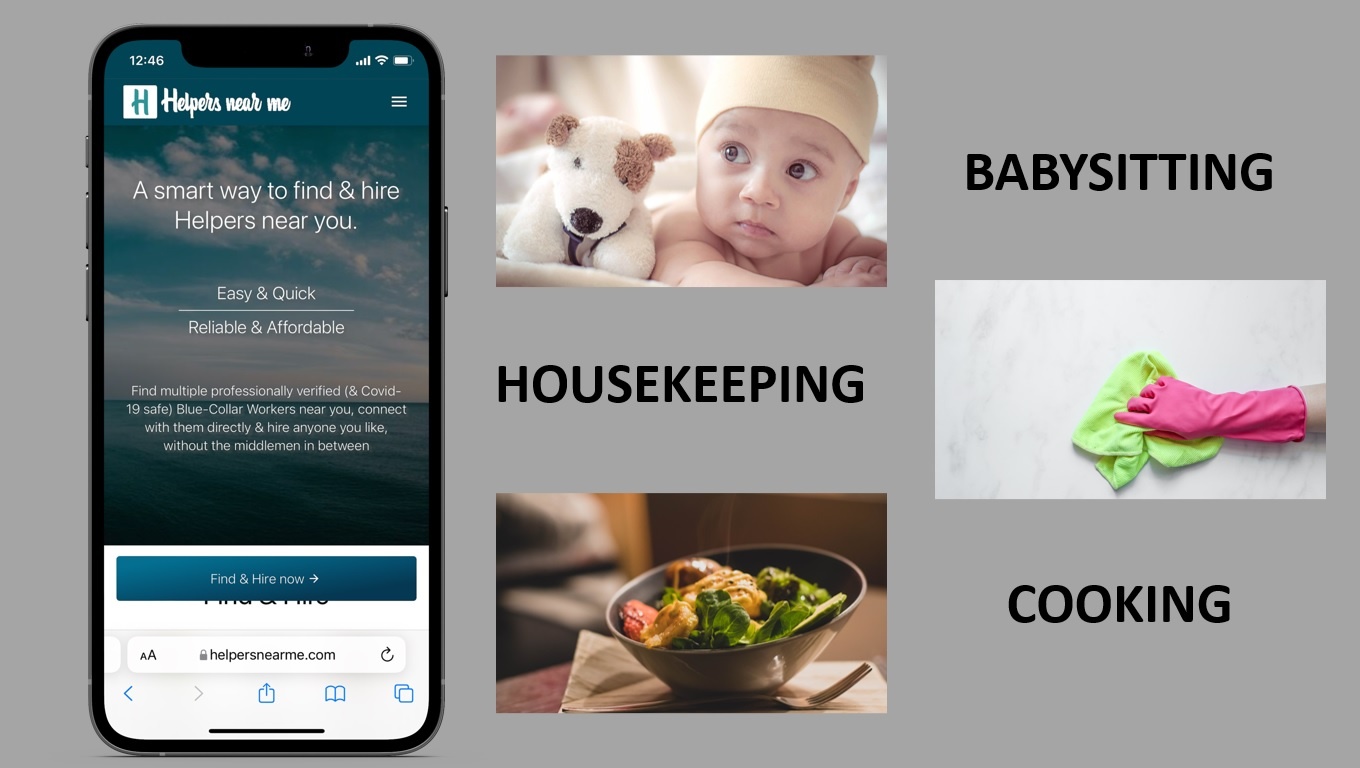 12:46
H Helpers near me
A smart way to find & hire
Helpers near you.
Easy & Quick
Reliable & Affordable
Find multiple professionally verified (& Covid-
19 safe) Blue-Collar Workers near you, connect
with them directly & hire anyone you like,
without the middlemen in between
Find & Hire now →
Find & Hire
AA helpersnearme.com
BABYSITTING
HOUSEKEEPING
COOKING